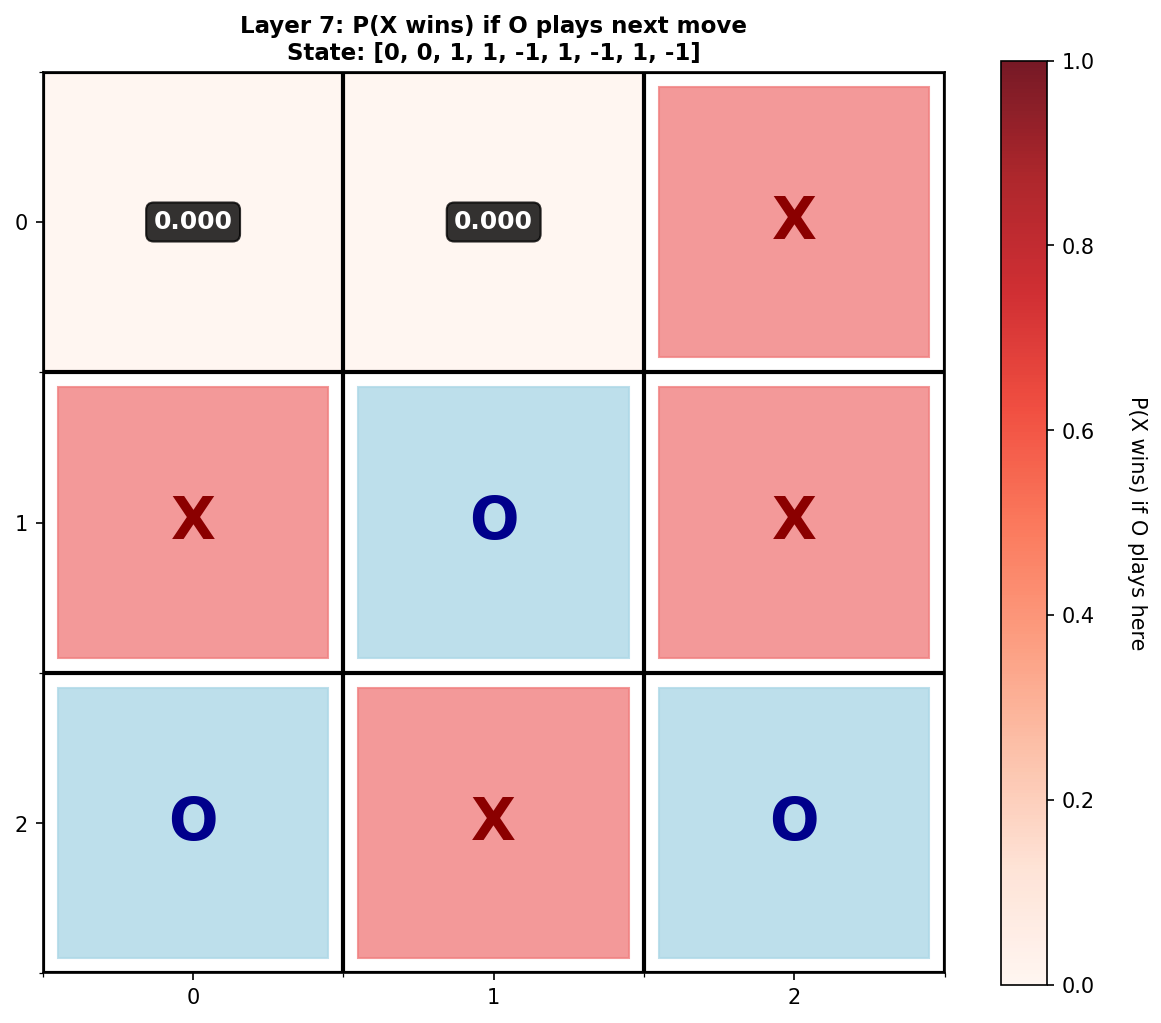 Layer 7: P(X wins) if O plays next move
State: [0, 0, 1, 1, -1, 1, -1, 1, -1]
0
0.000
0.000
X
1
X
O
X
2
O
X
O
0
1
2
1.0
0.8
0.6
0.4
0.2
0.0
P(X wins) if O plays here